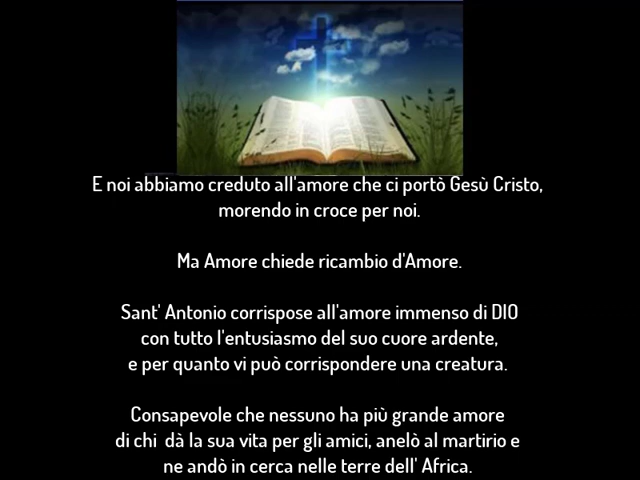 E noi abbiamo creduto all'amore che ci portò Gesù Cristo,
morendo in croce per noi.
Ma Amore chiede ricambio d'Amore.
Sant' Antonio corrispose all'amore immenso di DIO
con tutto l'entusiasmo del suo cuore ardente,
e per quanto vi può corrispondere una creatura.
Consapevole che nessuno ha più grande amore
di chi  dà la sua vita per gli amici, anelò al martirio e
ne andò in cerca nelle terre dell' Africa.